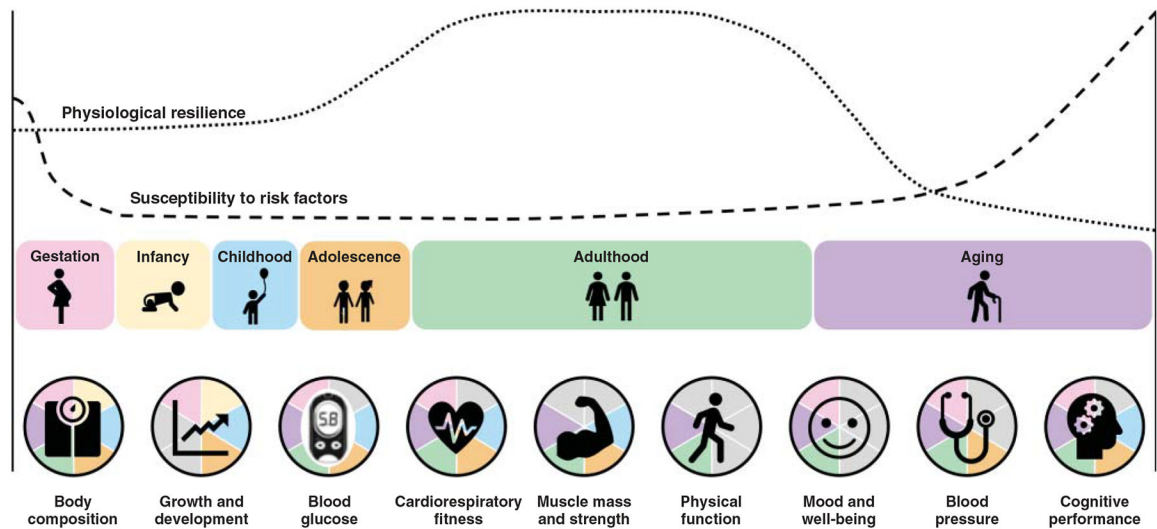 Physiological resilience
Susceptibility to risk factors
Gestation
Infancy
Childhood
Adolescence
Adulthood
Aging
58
Body
composition
Growth and
development
Blood
glucose
Cardiorespiratory
fitness
Muscle mass
and strength
Physical
function
Mood and
well-being
Blood
pressure
Cognitive
performance